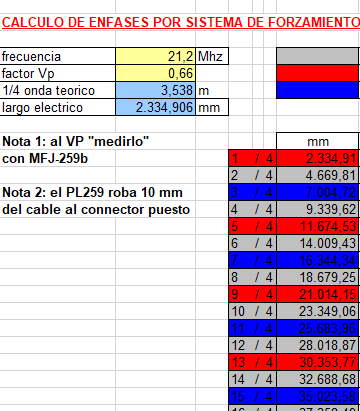 CALCULO DE ENFASES POR SISTEMA DE FORZAMIENTO
frecuencia 21,2 Mhz
factor Vp 0,66
1/4 onda teorico 3,538 m
largo electrico 2.334,906 mm
Nota 1: al VP "medirlo"
con MFJ-259b
Nota 2: el PL259 roba 10 mm
del cable al connector puesto
mm
1 / 4 2.334,91
2 / 4 4.669,81
3 / 4 7.004,72
4 / 4 9.339,62
5 / 4 11.674,53
6 / 4 14.009,43
7 / 4 16.344,34
8 / 4 18.679,25
9 / 4 21.014,15
10 / 4 23.349,06
11 / 4 25.683,96
12 / 4 28.018,87
13 / 4 30.353,77
14 / 4 32.688,68
15 / 4 35.023,58